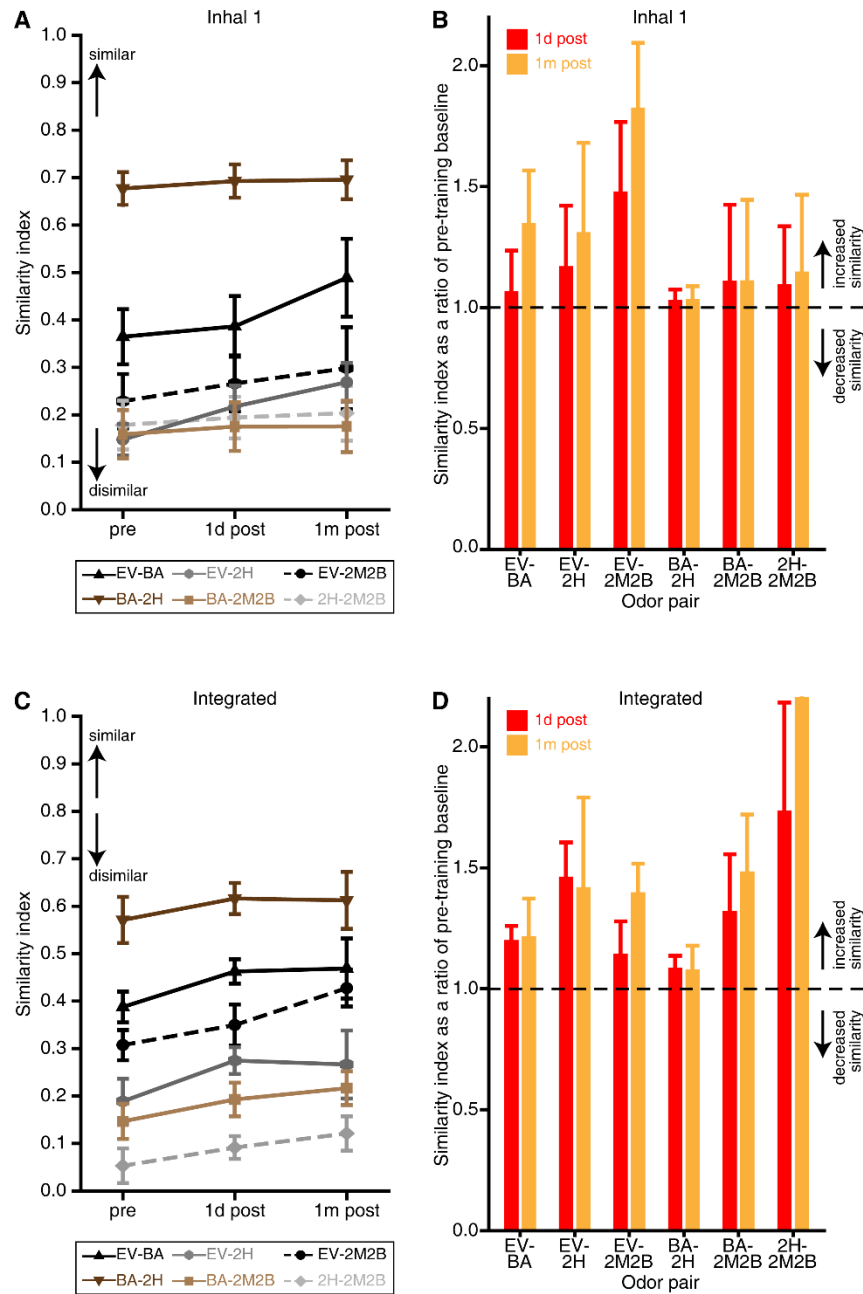 A
Inhal 1
similar
disimilar
Similarity index
1.0
0.9
0.8
0.7
0.6
0.5
0.4
0.3
0.2
0.1
0.0
pre
1d post
1m post
EV-BA
EV-2H
EV-2M2B
BA-2H
BA-2M2B
2H-2M2B
B
Inhal 1
1d post
1m post
Similarity index as a ratio of pre-training baseline
2.0
1.5
1.0
0.5
0.0
increased
similarity
decreased
similarity
EV-
BA
EV-
2H
EV-
2M2B
BA-
2H
BA-
2M2B
2H-
2M2B
Odor pair
C
Integrated
similar
disimilar
Similarity index
1.0
0.9
0.8
0.7
0.6
0.5
0.4
0.3
0.2
0.1
0.0
pre
1d post
1m post
EV-BA
EV-2H
EV-2M2B
BA-2H
BA-2M2B
2H-2M2B
D
Integrated
1d post
1m post
Similarity index as a ratio of pre-training baseline
2.0
1.5
1.0
0.5
0.0
increased
similarity
decreased
similarity
EV-
BA
EV-
2H
EV-
2M2B
BA-
2H
BA-
2M2B
2H-
2M2B
Odor pair